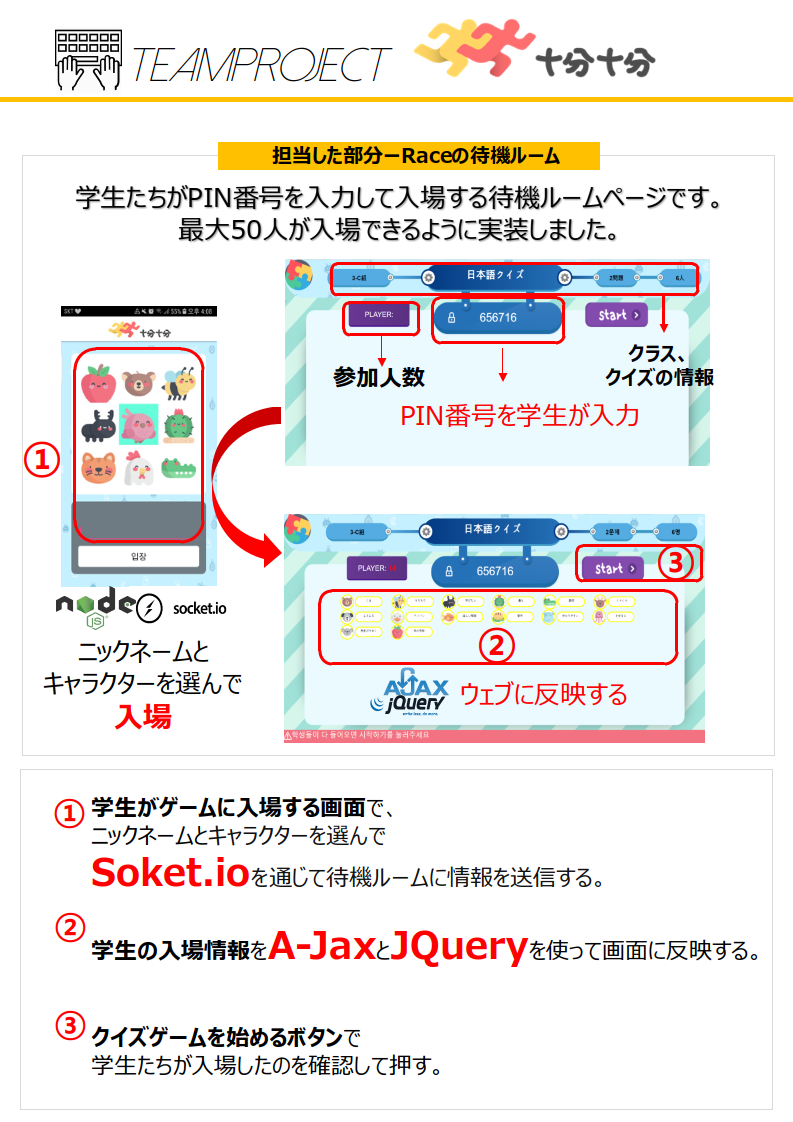 TEAMPROJECT
十分十分
担当した部分ーRaceの待機ルーム
学生たちがPIN番号を入力して入場する待機ルームページです。
最大50人が入場できるように実装しました。
3-C組
日本語クイズ
2問題
6人
PLAYER:
656716
start
参加人数
クラス、
クイズの情報
PIN番号を学生が入力
SKT
55%
오후 4:08
十分十分
①
입장
node
JS
socket.io
ニックネームと
キャラクターを選んで
入場
3-C組
日本語クイズ
2문제
6명
PLAYER:
656716
start
③
②
AJAX
jQuery
write less, do more.
ウェブに反映する
학생들이 다 들어오면 시작하기를 눌러주세요
① 学生がゲームに入場する画面で、
ニックネームとキャラクターを選んで
Soket.ioを通じて待機ルームに情報を送信する。
②
学生の入場情報をA-JaxとJQueryを使って画面に反映する。
③ クイズゲームを始めるボタンで
学生たちが入場したのを確認して押す。